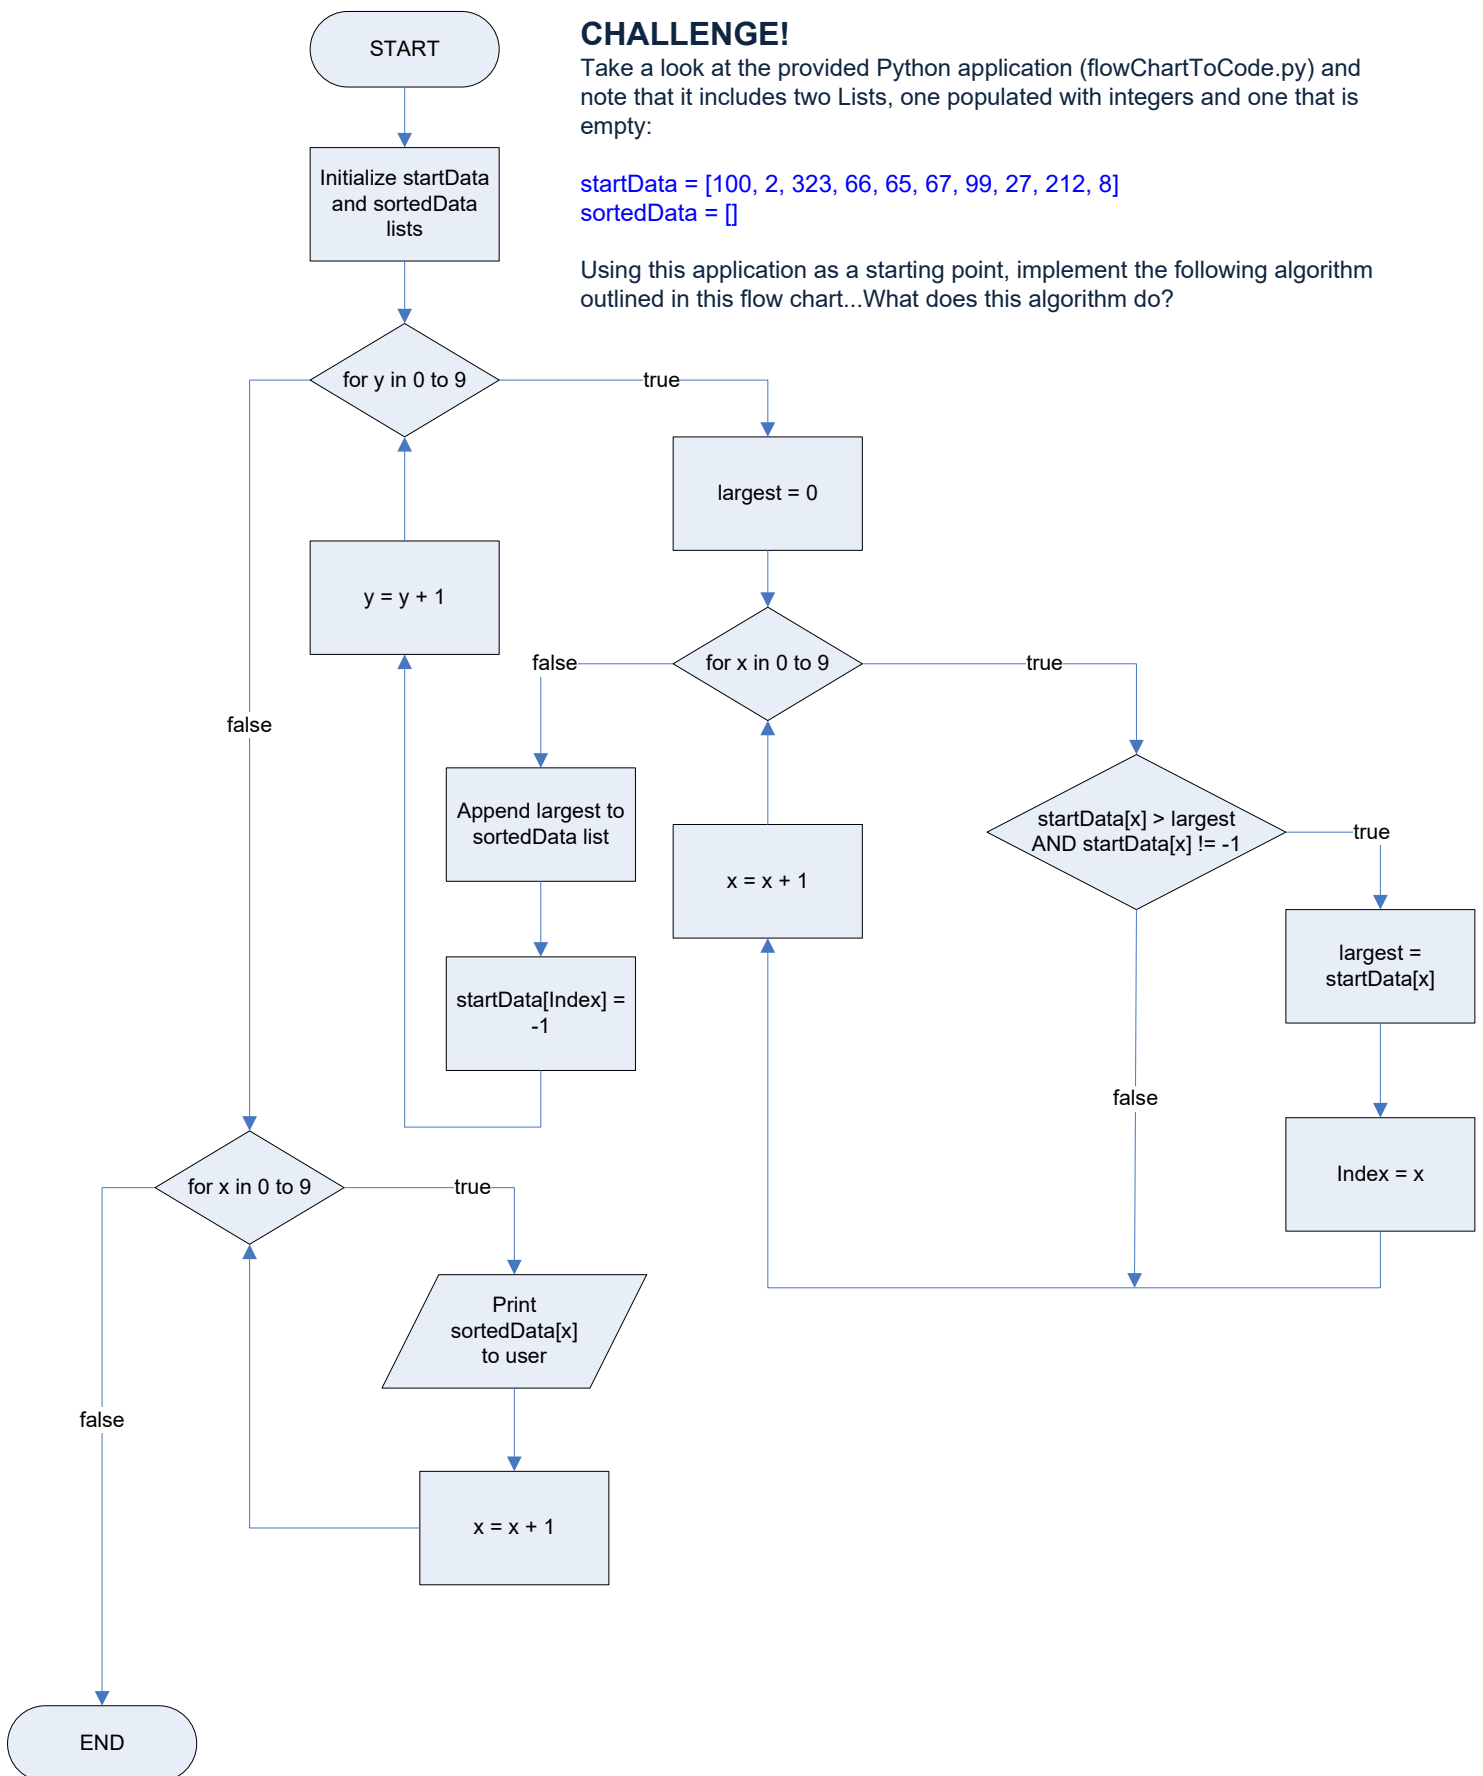 START
CHALLENGE!
Take a look at the provided Python application (flowChartToCode.py) and
note that it includes two Lists, one populated with integers and one that is
empty:
startData = [100, 2, 323, 66, 65, 67, 99, 27, 212, 8]
sortedData = []
Using this application as a starting point, implement the following algorithm
outlined in this flow chart...What does this algorithm do?
Initialize startData
and sortedData
lists
for y in 0 to 9
true
largest = 0
y = y + 1
false
for x in 0 to 9
true
false
Append largest to
sortedData list
startData[x] > largest
AND startData[x] != -1
true
x = x + 1
largest =
startData[x]
startData[Index] =
-1
false
Index = x
for x in 0 to 9
true
Print
sortedData[x]
to user
false
x = x + 1
END